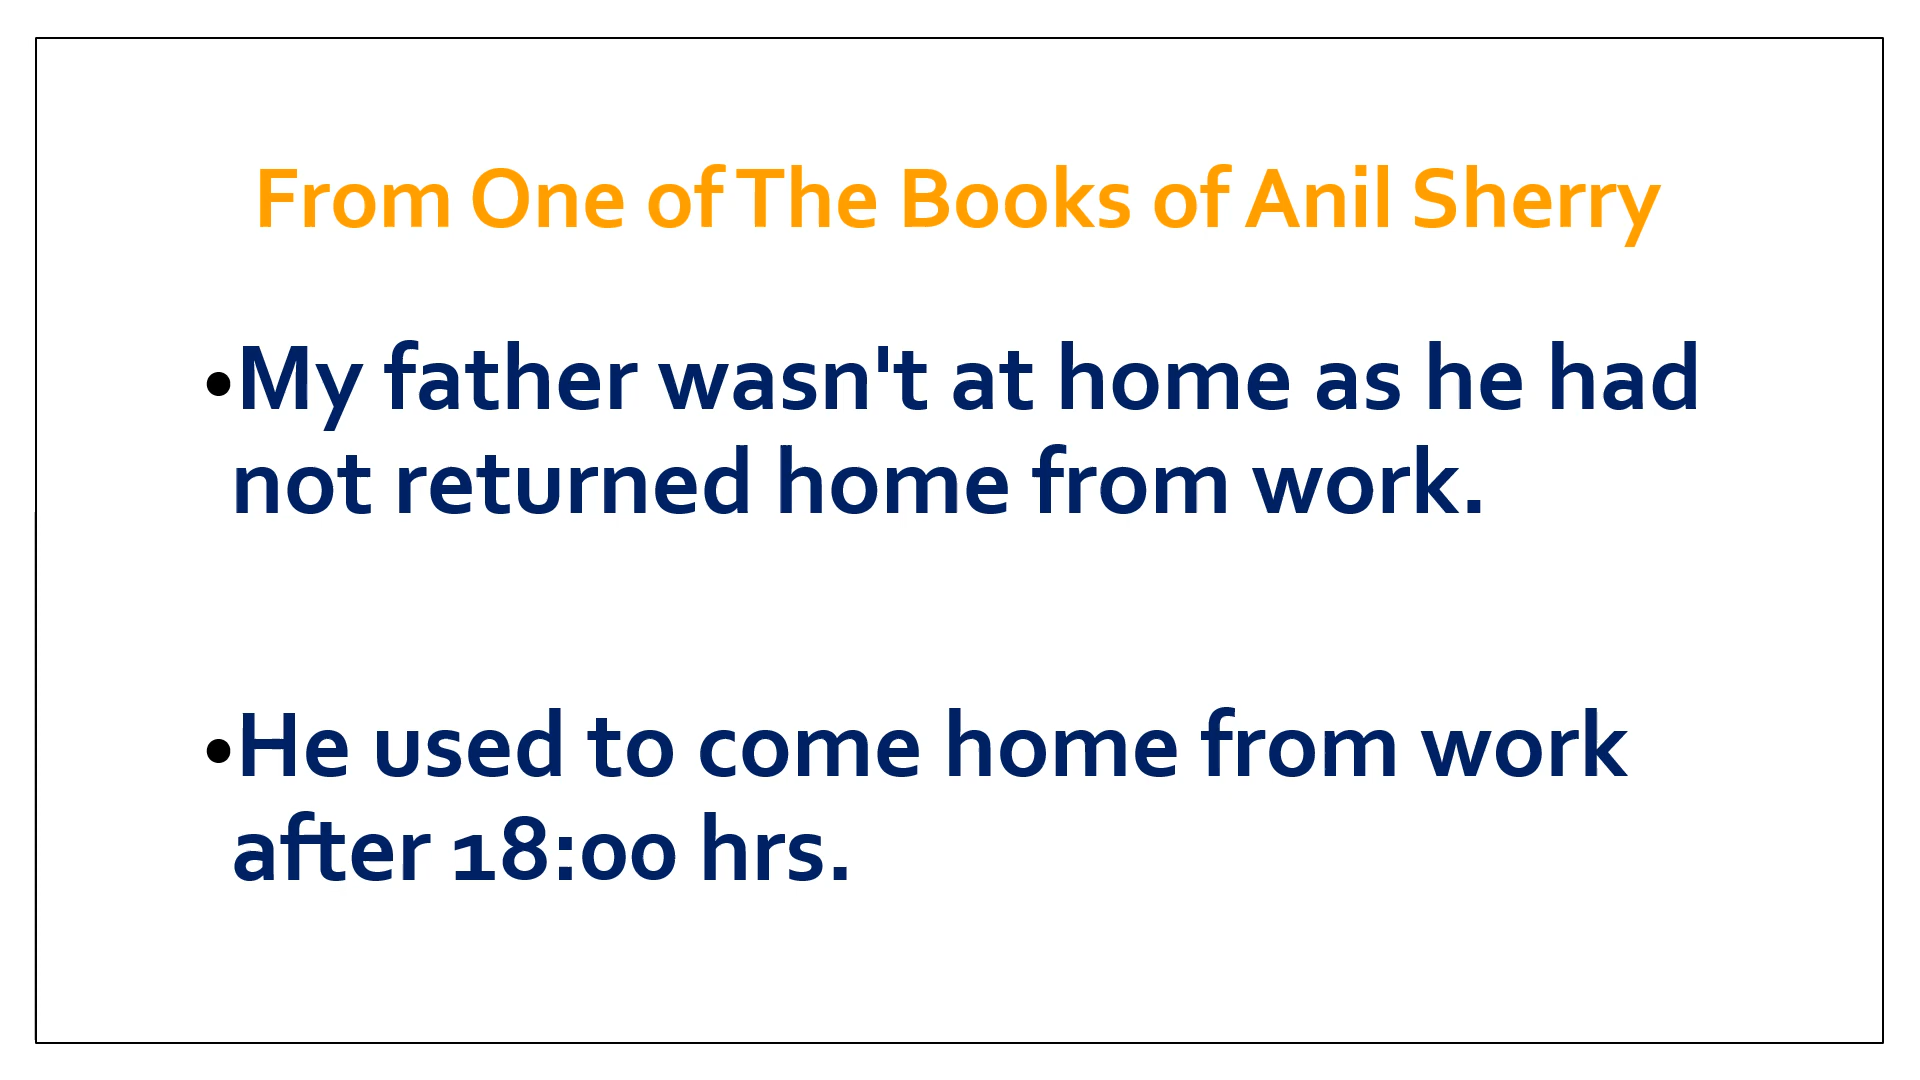 From One of The Books of Anil Sherry
•My father wasn't at home as he had
not returned home from work.
•He used to come home from work
after 18:00 hrs.